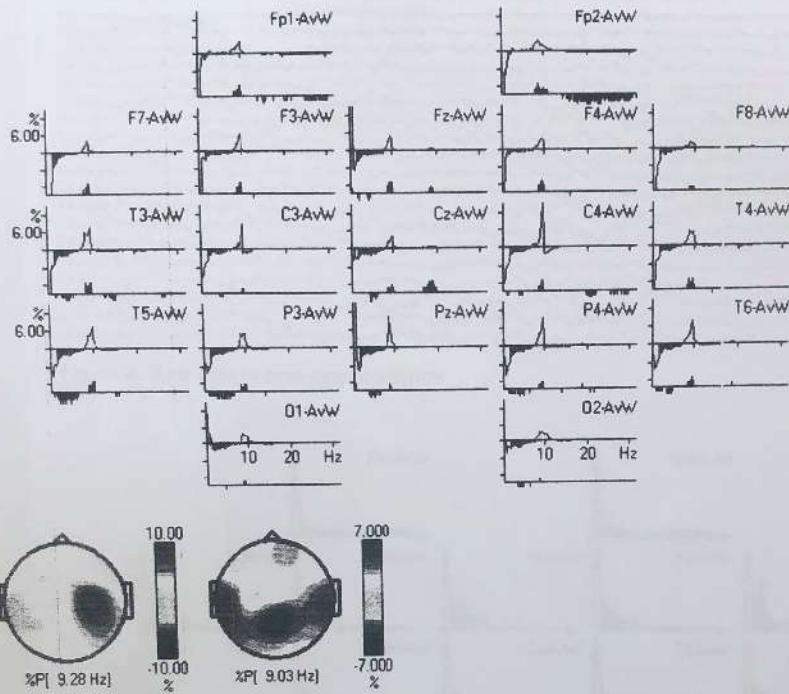 Fp1-AvW Fp2-AvW
% F7-AvW F3-AvW Fz-AvW F4-AvW F8-AvW
6.00
% T3-AvW C3-AvW Cz-AvW C4-AvW T4-AvW
6.00
% T5-AvW P3-AvW Pz-AvW P4-AvW T6-AvW
6.00
O1-AvW O2-AvW
10 20 Hz 10 20 Hz
10.00 7.000
-10.00 -7.000
%P[ 9.28 Hz] % %P[ 9.03 Hz] %